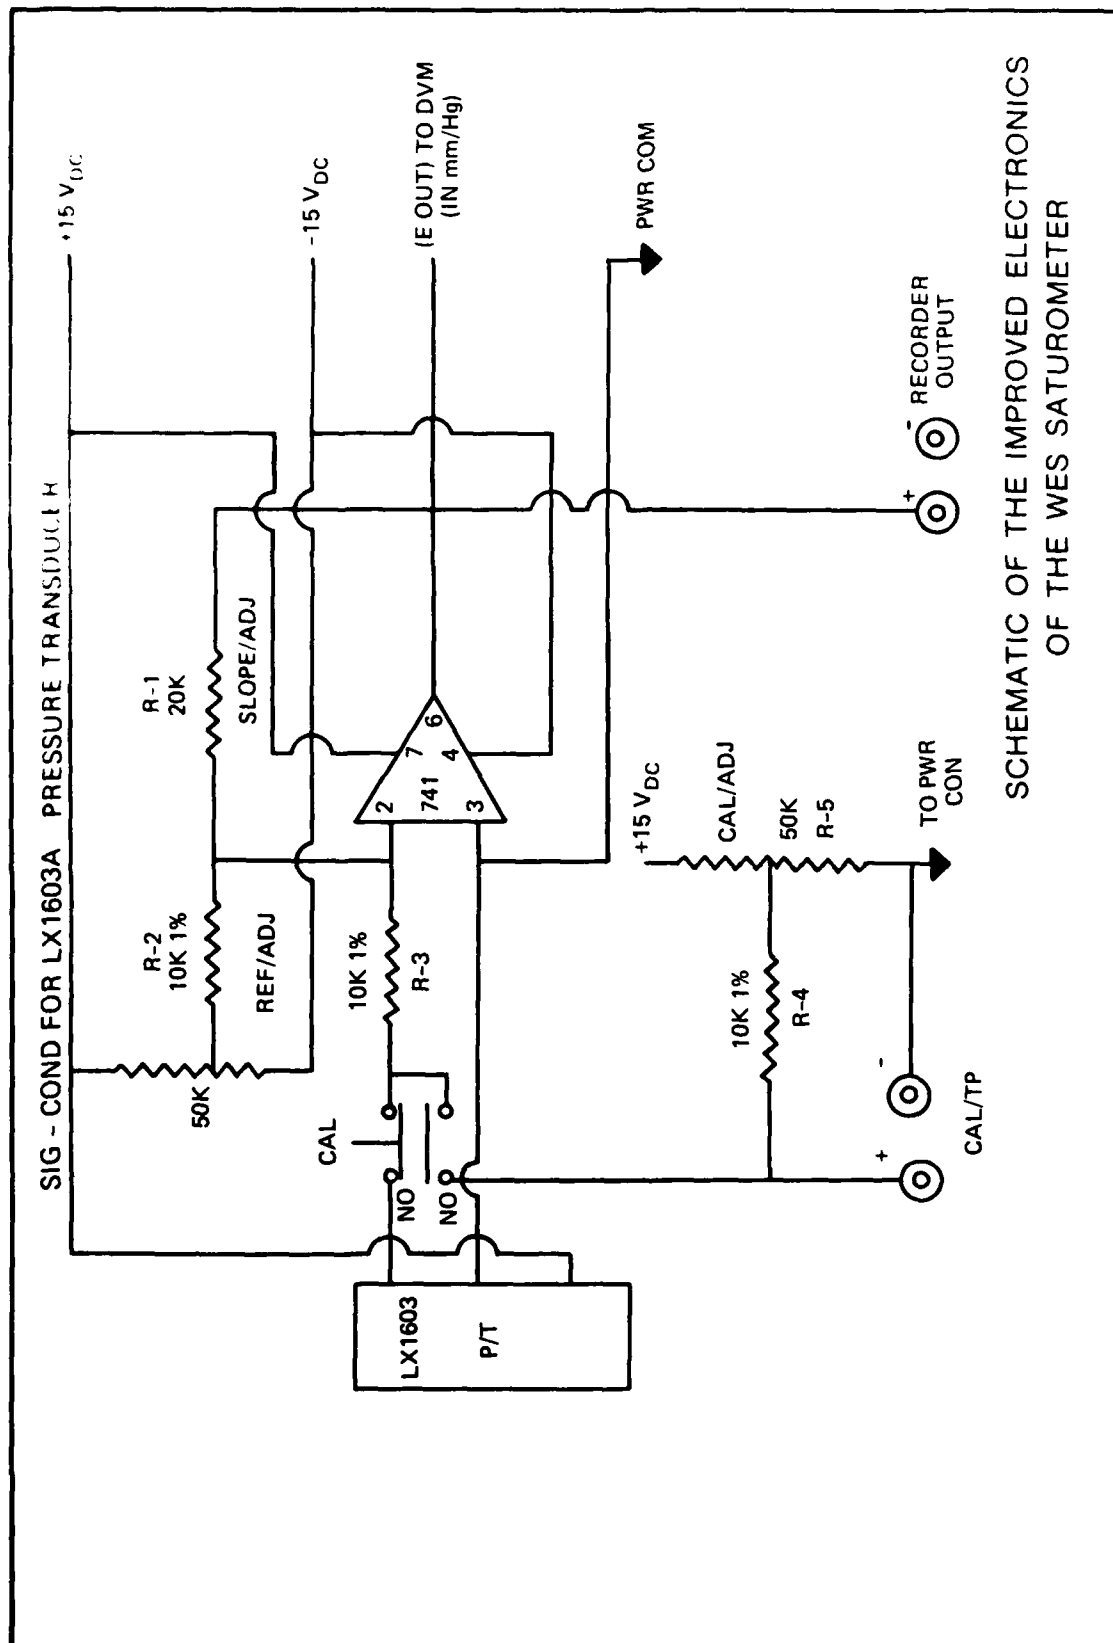 SIG - COND FOR LX1603A PRESSURE TRANSDUCER
+15 VDC
-15 VDC
(E OUT) TO DVM
(IN mm/Hg)
PWR COM
R-1
20K
SLOPE/ADJ
R-2
10K 1%
REF/ADJ
50K
10K 1%
R-3
2
741
3
7
4
6
CAL
NO
NO
LX1603
P/T
+15 VDC
CAL/ADJ
50K
R-5
10K 1%
R-4
TO PWR
CON
+
-
CAL/TP
+
-
RECORDER
OUTPUT
SCHEMATIC OF THE IMPROVED ELECTRONICS
OF THE WES SATUROMETER